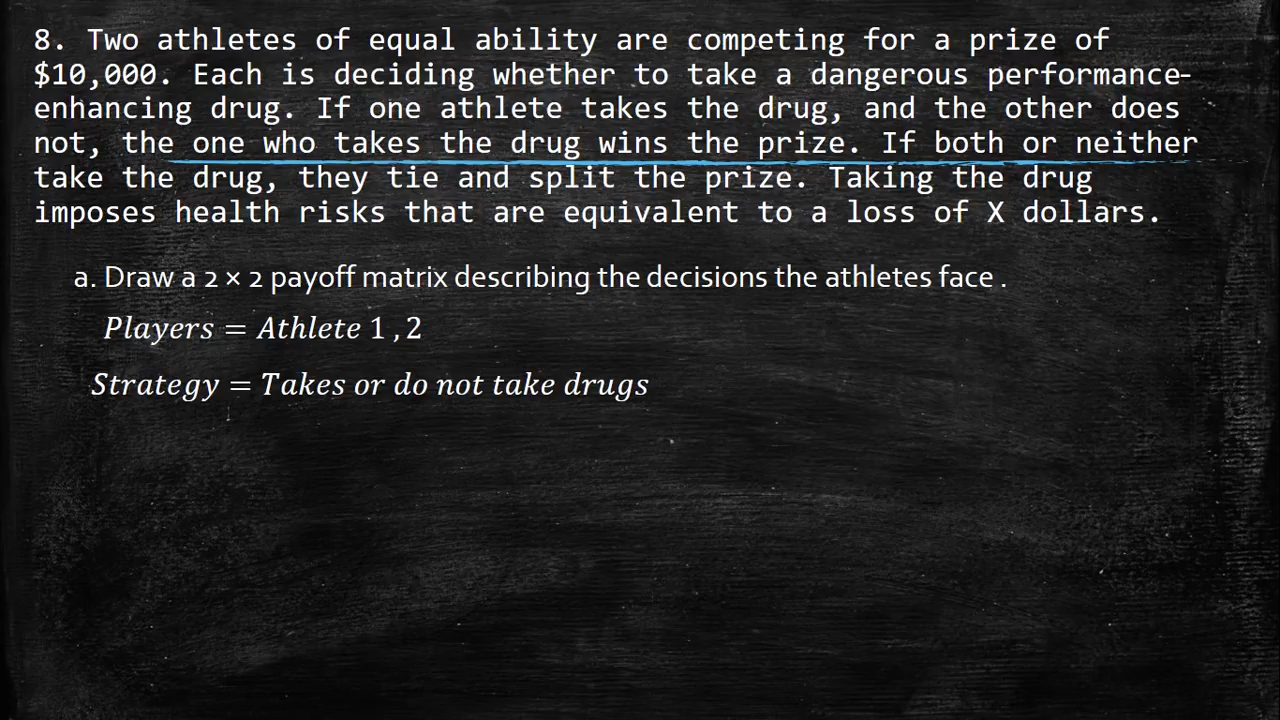 8. Two athletes of equal ability are competing for a prize of
$10,000. Each is deciding whether to take a dangerous performance-
enhancing drug. If one athlete takes the drug, and the other does
not, the one who takes the drug wins the prize. If both or neither
take the drug, they tie and split the prize. Taking the drug
imposes health risks that are equivalent to a loss of X dollars.
a. Draw a 2 × 2 payoff matrix describing the decisions the athletes face .
Players = Athlete 1 , 2
Strategy = Takes or do not take drugs